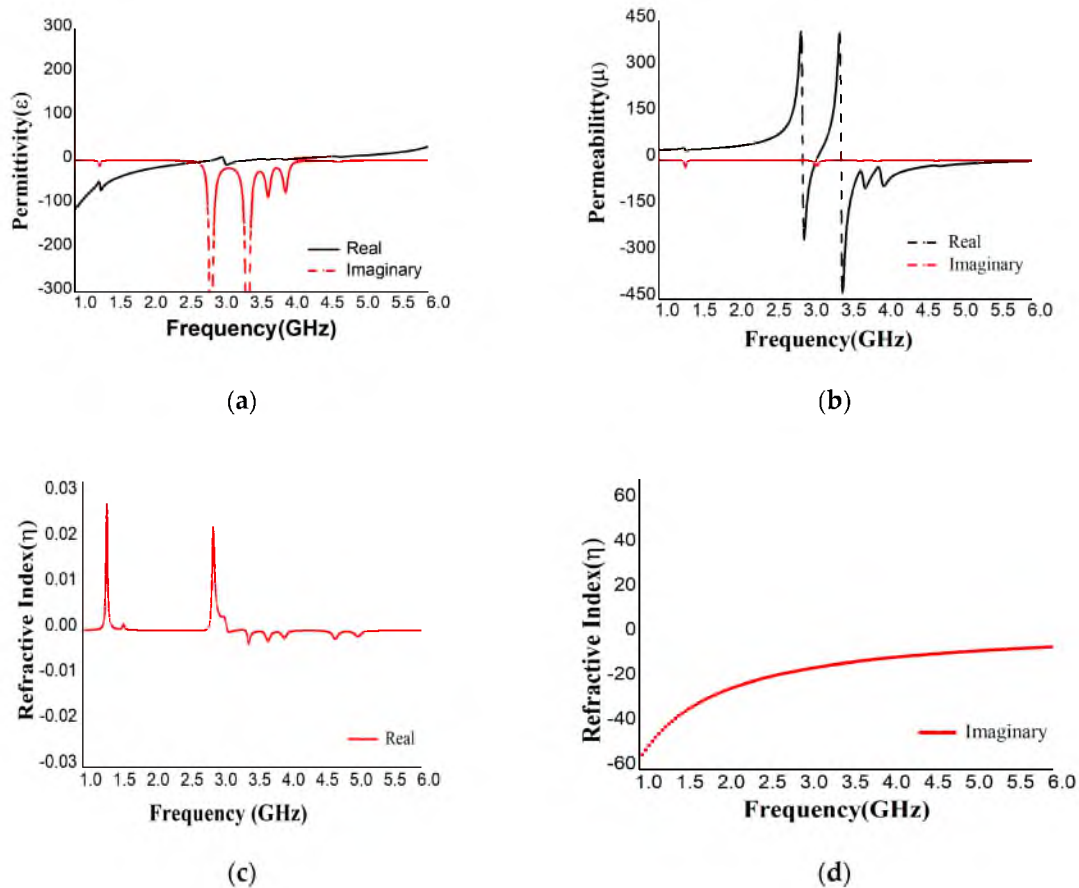 300
200
100
0
-100
-200
-300
Permittivity(ε)
Real
Imaginary
1.0 1.5 2.0 2.5 3.0 3.5 4.0 4.5 5.0 5.5 6.0
Frequency(GHz)
(a)
450
300
150
0
-150
-300
-450
Permeabilitty(μ)
Real
Imaginary
1.0 1.5 2.0 2.5 3.0 3.5 4.0 4.5 5.0 5.5 6.0
Frequency(GHz)
(b)
0.03
0.02
0.01
0.00
-0.01
-0.02
-0.03
Refractive Index(η)
Real
1.0 1.5 2.0 2.5 3.0 3.5 4.0 4.5 5.0 5.5 6.0
Frequency (GHz)
(c)
60
40
20
0
-20
-40
-60
Refractive Index(η)
Imaginary
1.0 1.5 2.0 2.5 3.0 3.5 4.0 4.5 5.0 5.5 6.0
Frequency(GHz)
(d)